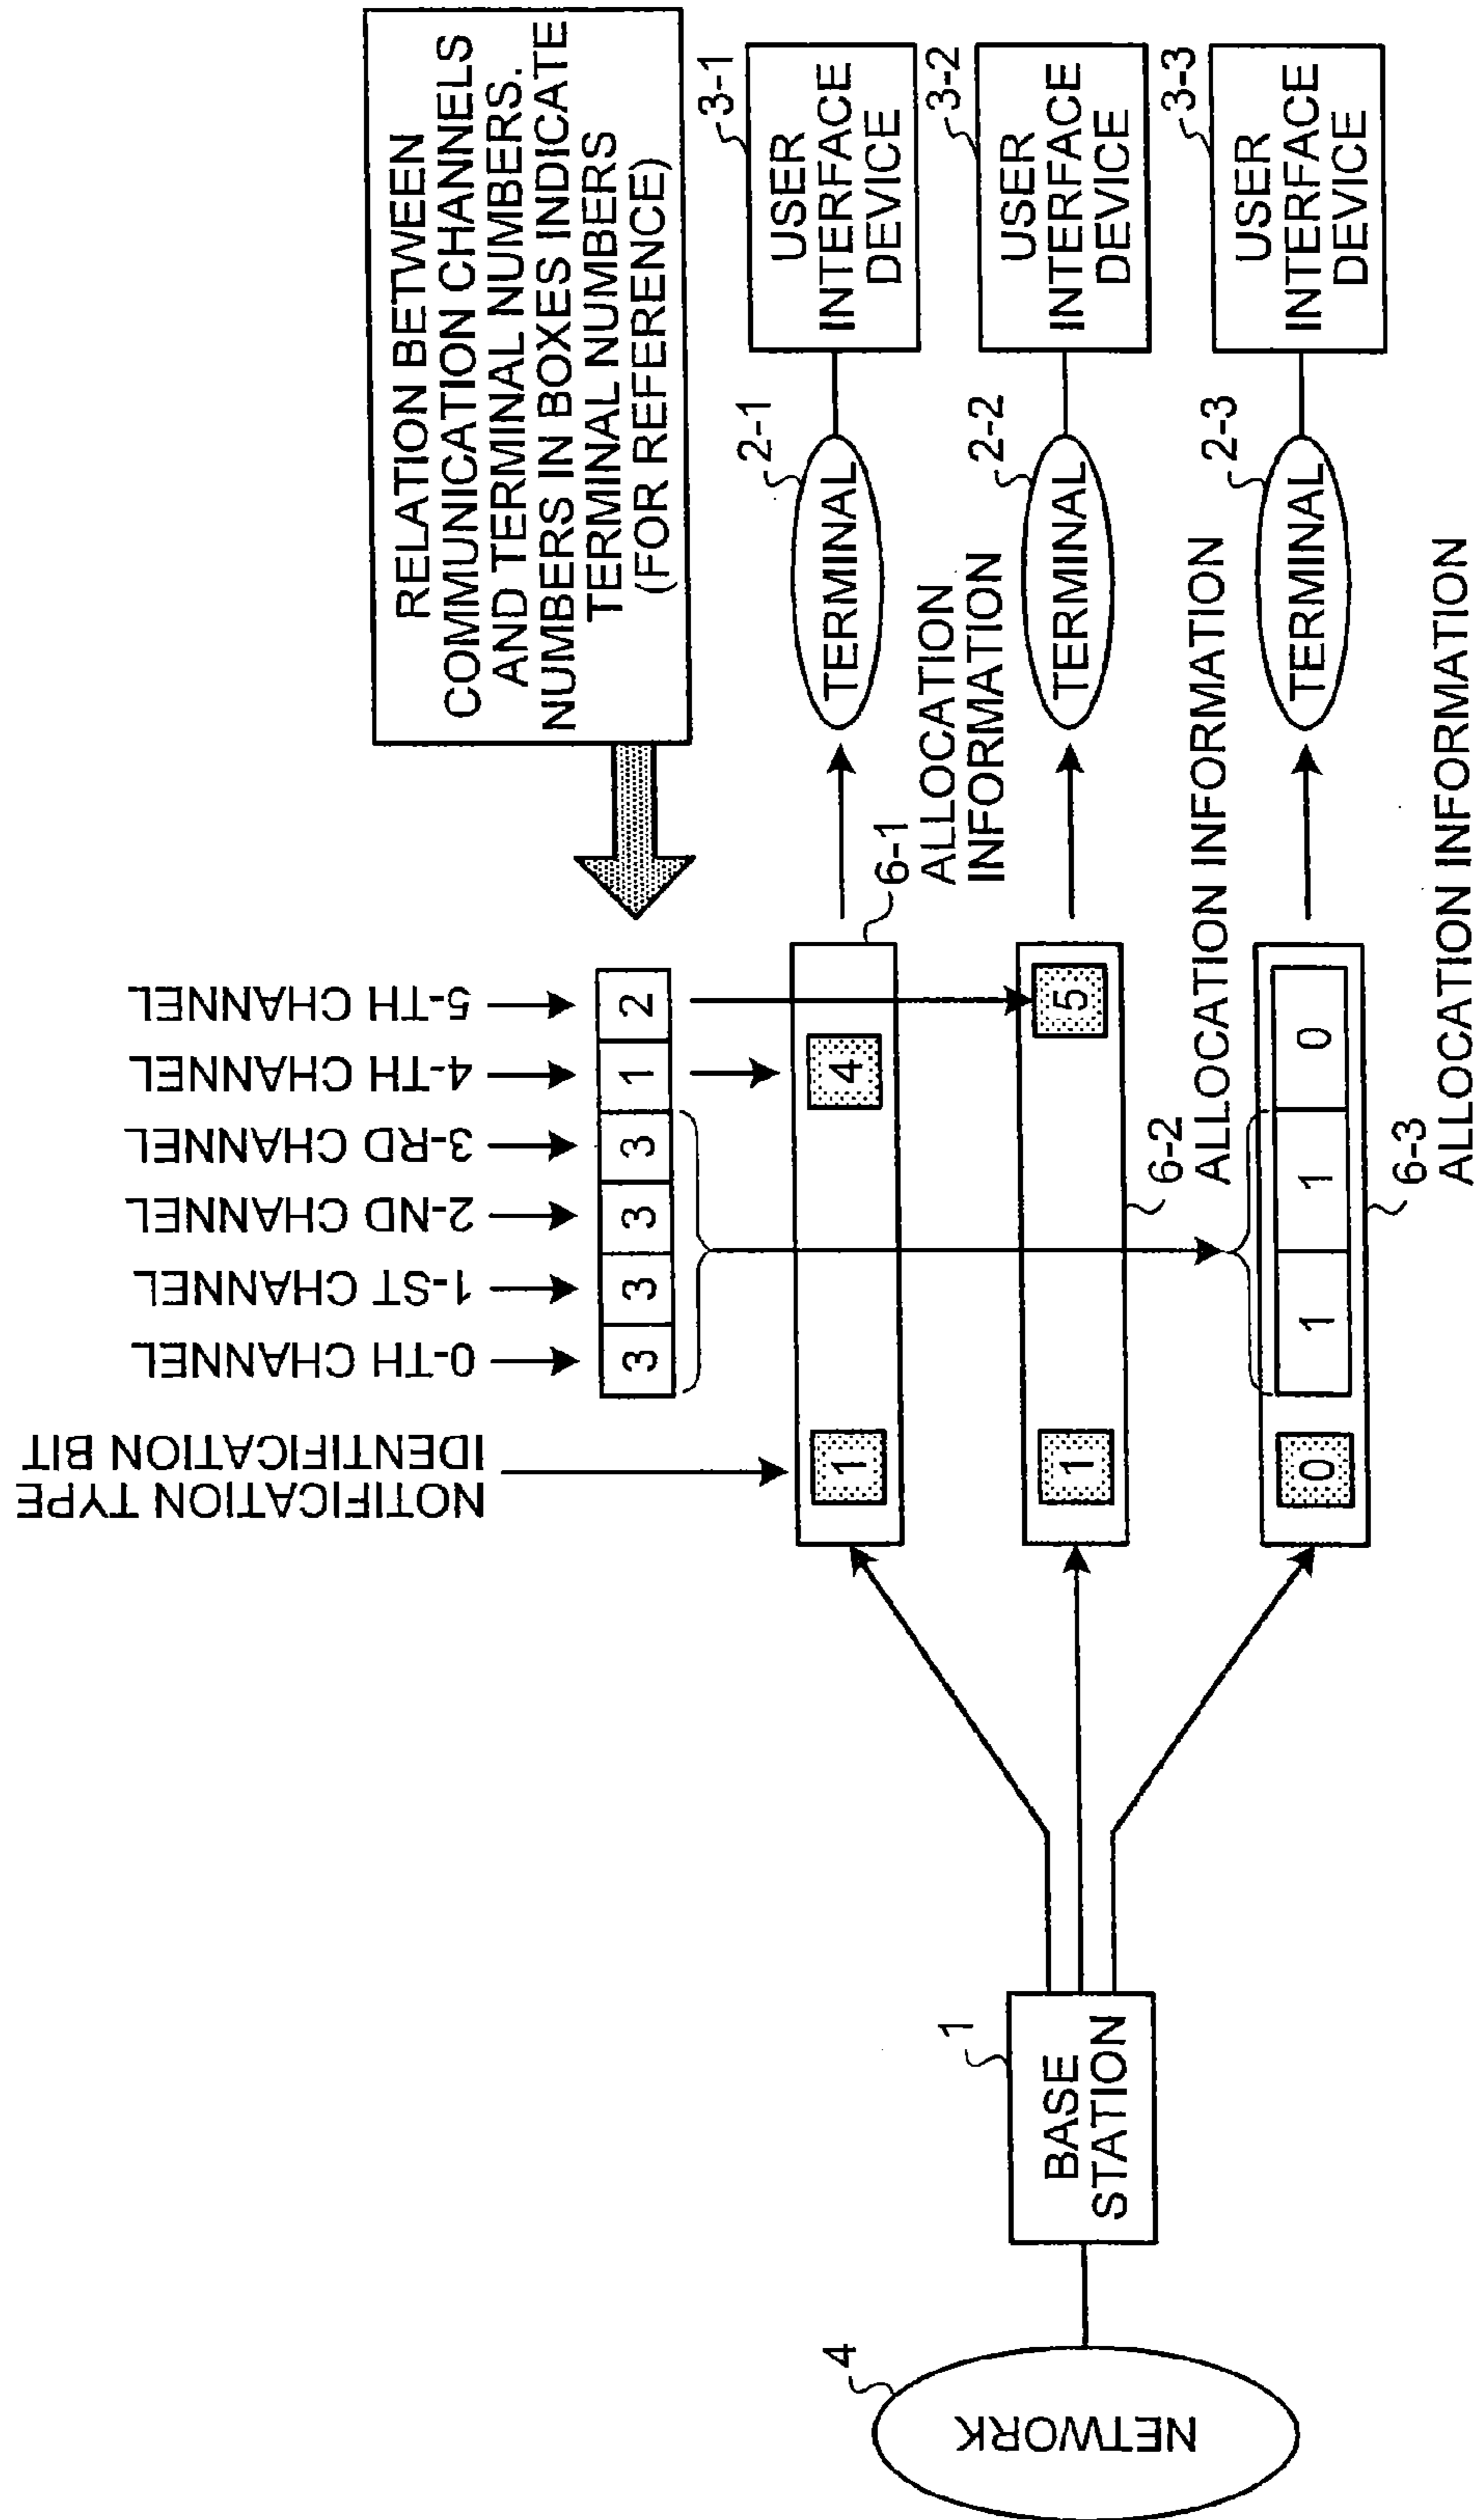 NOTIFICATION TYPE
IDENTIFICATION BIT
0-TH CHANNEL
1-ST CHANNEL
2-ND CHANNEL
3-RD CHANNEL
4-TH CHANNEL
5-TH CHANNEL
3 3 3 3 1 2
RELATION BETWEEN
COMMUNICATION CHANNELS
AND TERMINAL NUMBERS.
NUMBERS IN BOXES INDICATE
TERMINAL NUMBERS
(FOR REFERENCE)
4
NETWORK
1
BASE
STATION
1 4
6-1
ALLOCATION
INFORMATION
2-1
TERMINAL
3-1
USER
INTERFACE
DEVICE
1 5
6-2
ALLOCATION INFORMATION
2-2
TERMINAL
3-2
USER
INTERFACE
DEVICE
0 1 1 0
6-3
ALLOCATION INFORMATION
2-3
TERMINAL
3-3
USER
INTERFACE
DEVICE